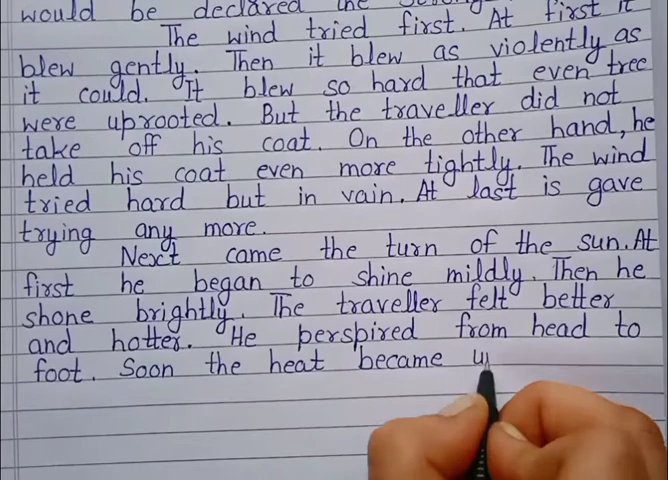 would be declared the
The wind tried first. At first it
blew gently. Then it blew as violently as
it could. It blew so hard that even tree
were uprooted. But the traveller did not
take off his coat. On the other hand, he
held his coat even more tightly. The wind
tried hard but in vain. At last is gave
trying any more.
Next came the turn of the sun. At
first he began to shine mildly. Then he
shone brightly. The traveller felt better
and hotter. He perspired from head to
foot. Soon the heat became u